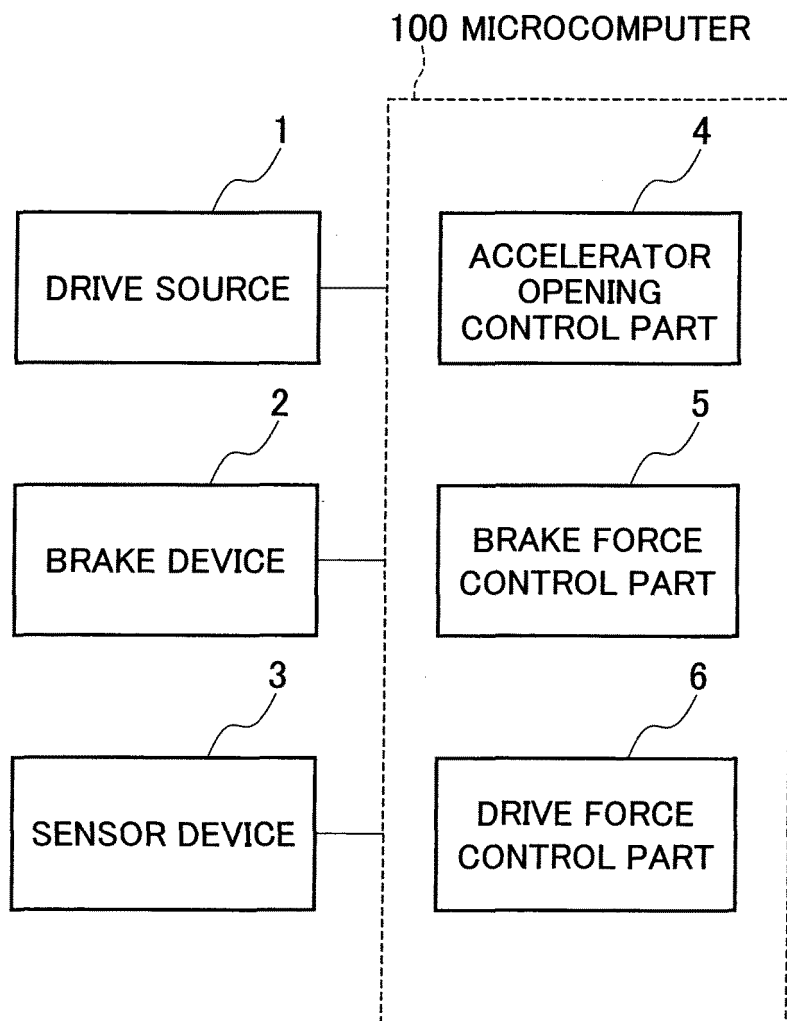 100 MICROCOMPUTER
1
DRIVE SOURCE
4
ACCELERATOR
OPENING
CONTROL PART
2
BRAKE DEVICE
5
BRAKE FORCE
CONTROL PART
3
SENSOR DEVICE
6
DRIVE FORCE
CONTROL PART